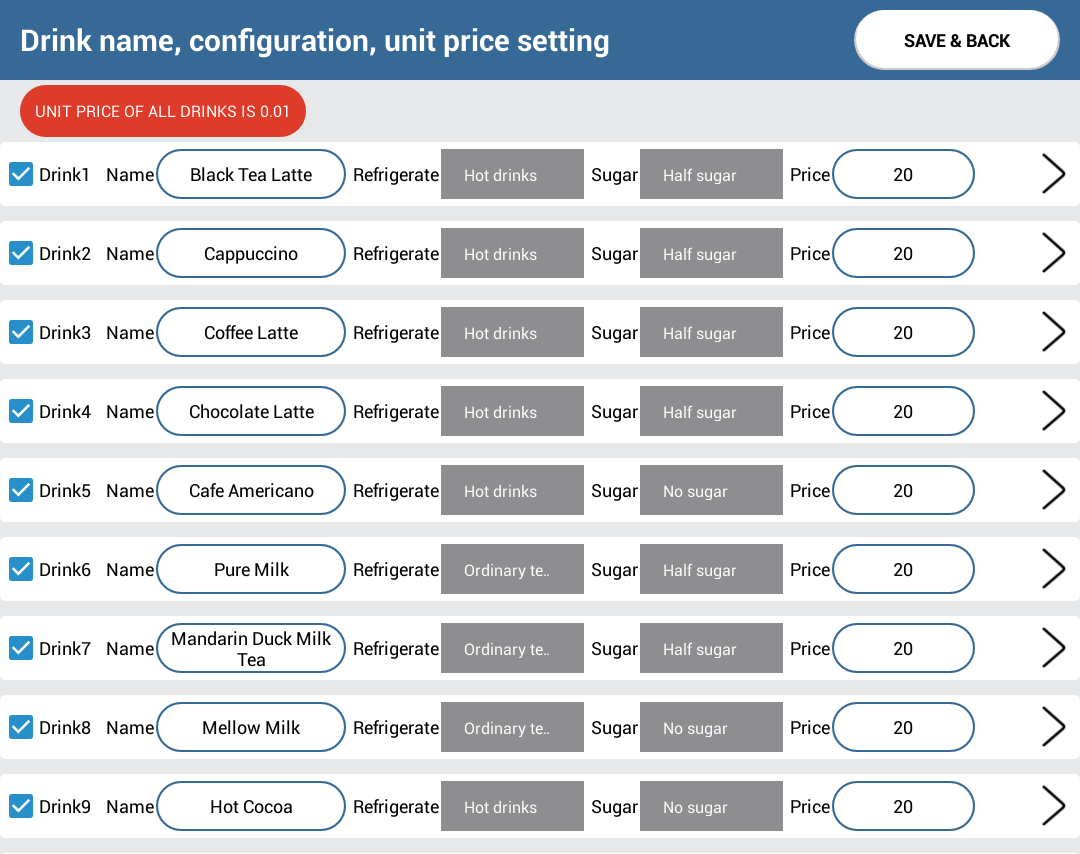 Drink name, configuration, unit price setting
SAVE & BACK
UNIT PRICE OF ALL DRINKS IS 0.01
Drink1 Name Black Tea Latte Refrigerate Hot drinks Sugar Half sugar Price 20
Drink2 Name Cappuccino Refrigerate Hot drinks Sugar Half sugar Price 20
Drink3 Name Coffee Latte Refrigerate Hot drinks Sugar Half sugar Price 20
Drink4 Name Chocolate Latte Refrigerate Hot drinks Sugar Half sugar Price 20
Drink5 Name Cafe Americano Refrigerate Hot drinks Sugar No sugar Price 20
Drink6 Name Pure Milk Refrigerate Ordinary te.. Sugar Half sugar Price 20
Drink7 Name Mandarin Duck Milk
Tea Refrigerate Ordinary te.. Sugar Half sugar Price 20
Drink8 Name Mellow Milk Refrigerate Ordinary te.. Sugar No sugar Price 20
Drink9 Name Hot Cocoa Refrigerate Hot drinks Sugar No sugar Price 20